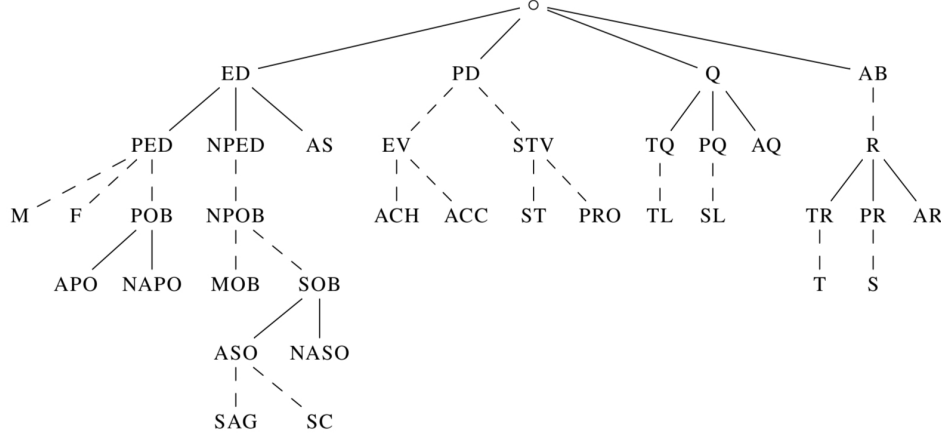 ED PD Q AB
PED NPED AS EV STV TQ PQ AQ R
M F POB NPOB ACH ACC ST PRO TL SL TR PR AR
APO NAPO MOB SOB T S
ASO NASO
SAG SC